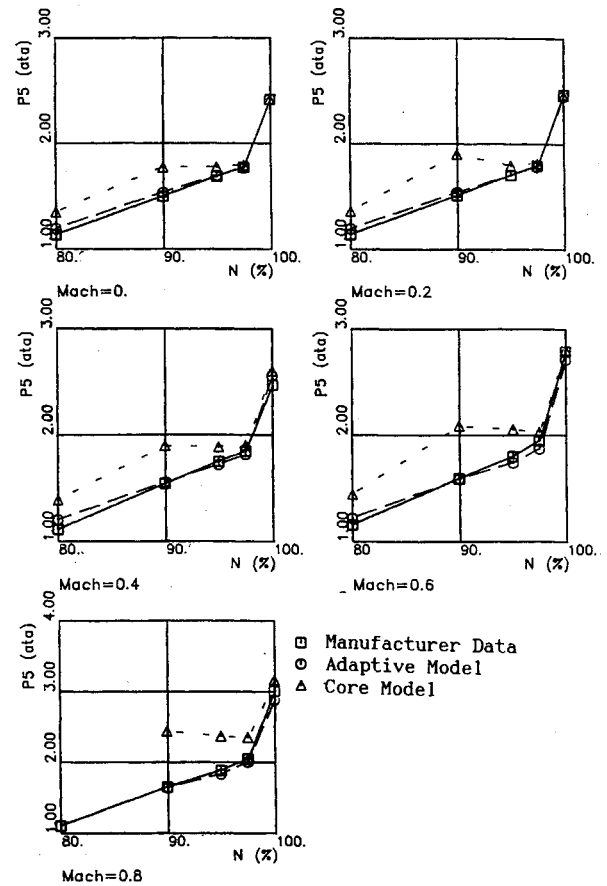 3.00 3.00
P5 (ata) P5 (ata)
2.00 2.00
1.00 1.00
80. 90. 100. 80. 90. 100.
N (%) N (%)
Mach=0. Mach=0.2
3.00 3.00
P5 (ata) P5 (ata)
2.00 2.00
1.00 1.00
80. 90. 100. 80. 90. 100.
N (%) N (%)
Mach=0.4 Mach=0.6
4.00
P5 (ata)
3.00
2.00
1.00
80. 90. 100.
N (%)
Mach=0.8
Manufacturer Data
Adaptive Model
Core Model